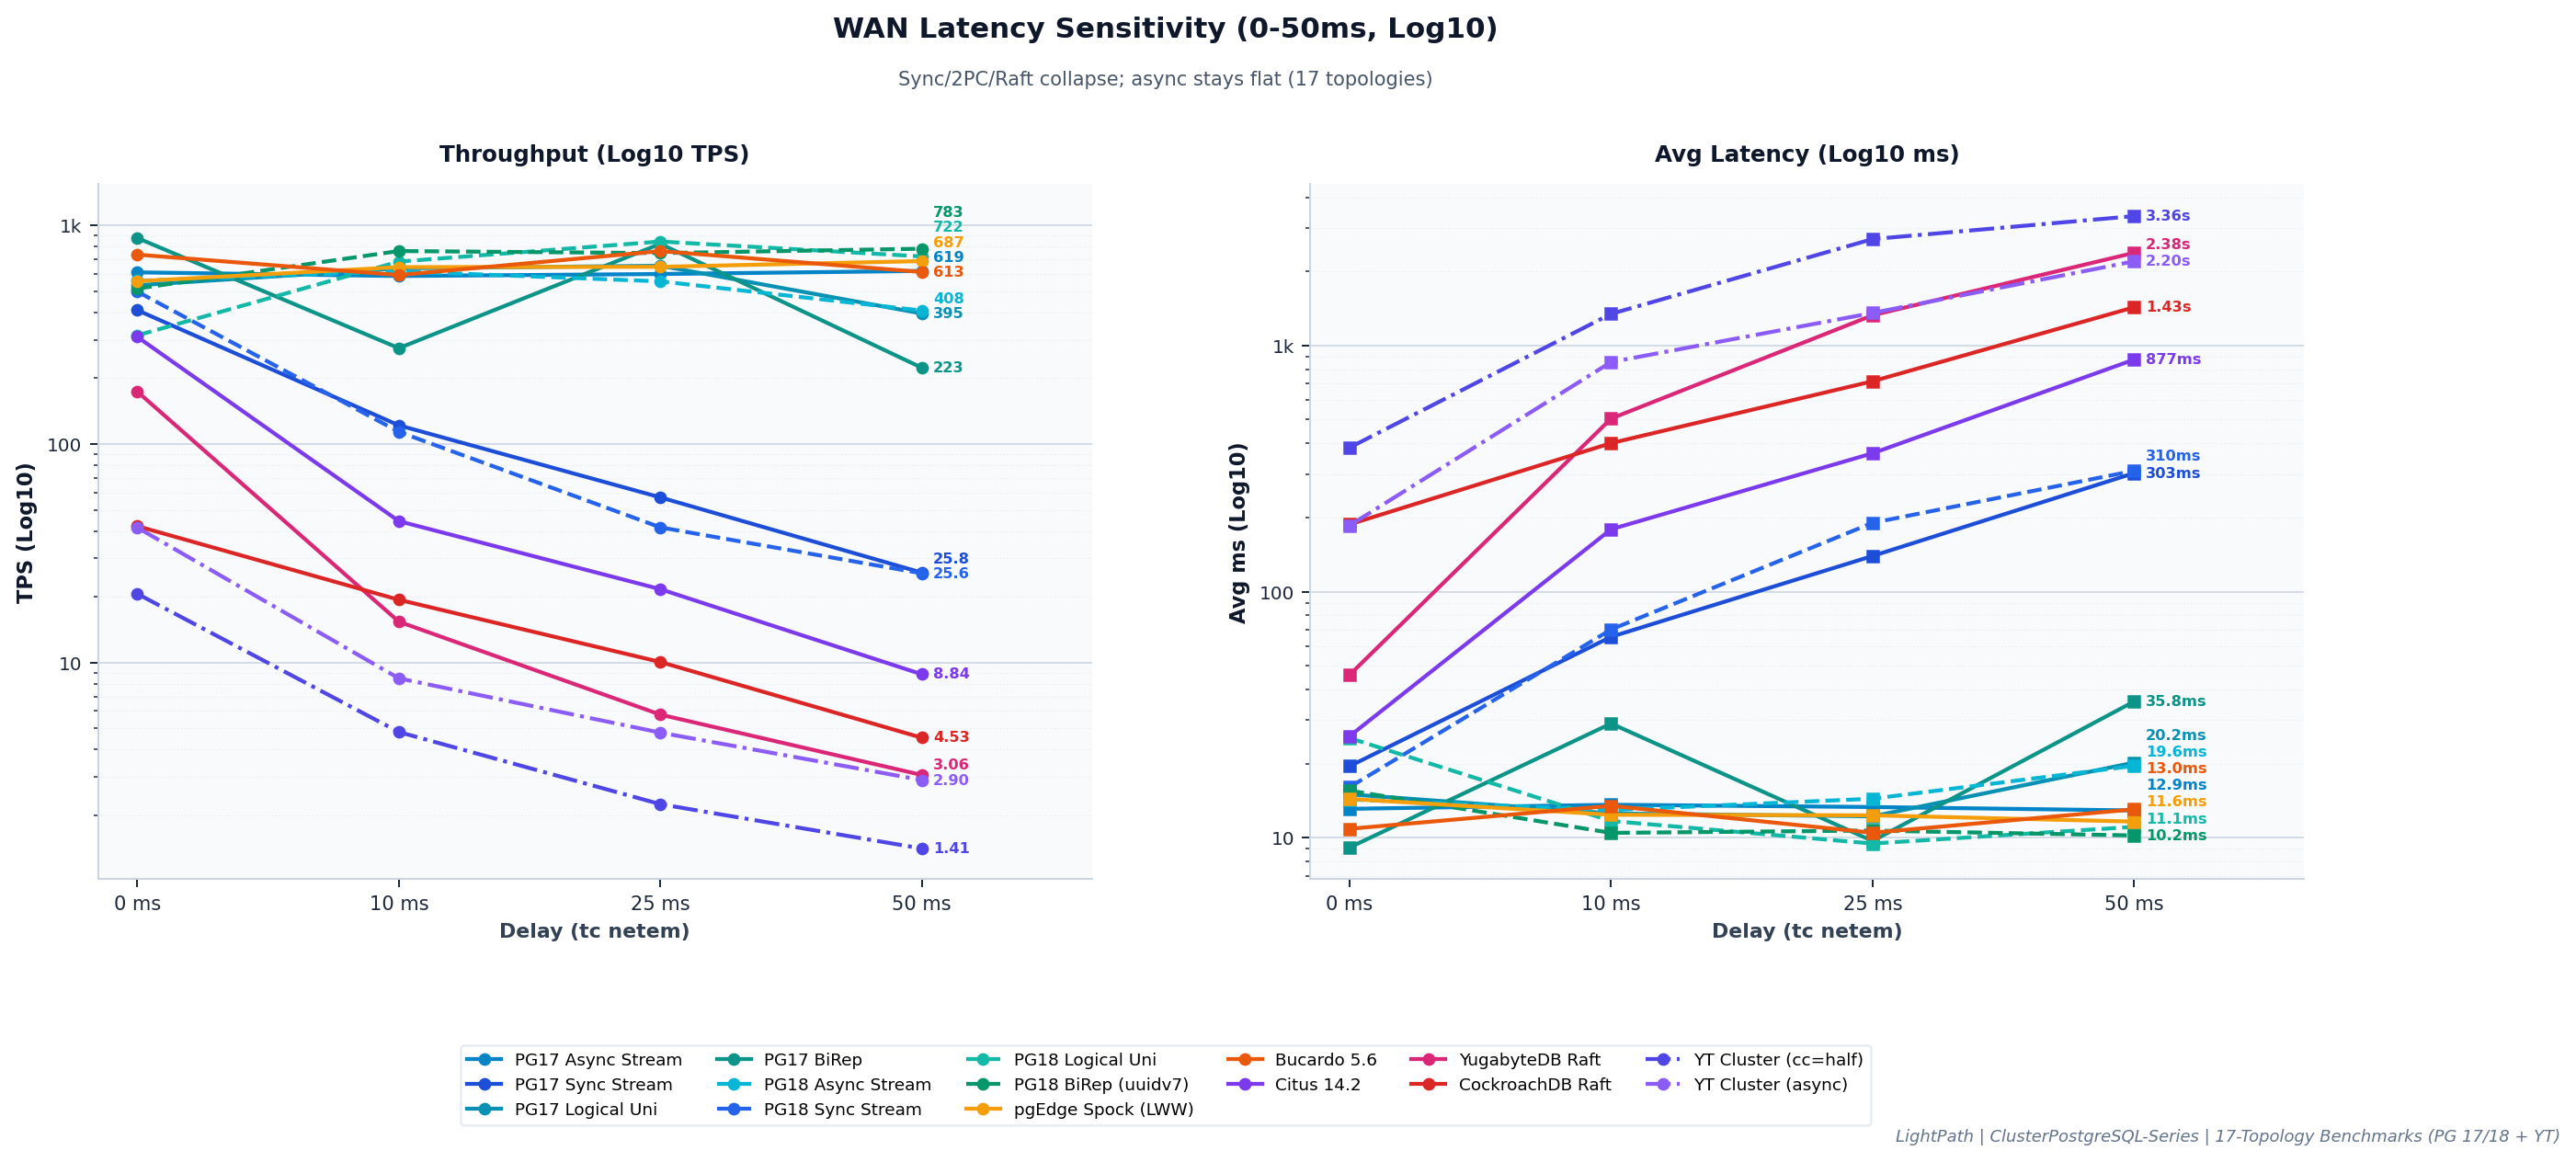 WAN Latency Sensitivity (0-50ms, Log10)
Sync/2PC/Raft collapse; async stays flat (17 topologies)
Throughput (Log10 TPS)
TPS (Log10)
1k
100
10
783
722
687
619
613
408
395
223
25.8
25.6
8.84
4.53
3.06
2.90
1.41
0 ms
10 ms
25 ms
50 ms
Delay (tc netem)
Avg Latency (Log10 ms)
Avg ms (Log10)
1k
100
10
3.36s
2.38s
2.20s
1.43s
877ms
310ms
303ms
35.8ms
20.2ms
19.6ms
13.0ms
12.9ms
11.6ms
11.1ms
10.2ms
0 ms
10 ms
25 ms
50 ms
Delay (tc netem)
PG17 Async Stream
PG17 Sync Stream
PG17 Logical Uni
PG17 BiRep
PG18 Async Stream
PG18 Sync Stream
PG18 Logical Uni
PG18 BiRep (uuidv7)
pgEdge Spock (LWW)
Bucardo 5.6
Citus 14.2
YugabyteDB Raft
CockroachDB Raft
YT Cluster (cc=half)
YT Cluster (async)
LightPath | ClusterPostgreSQL-Series | 17-Topology Benchmarks (PG 17/18 + YT)